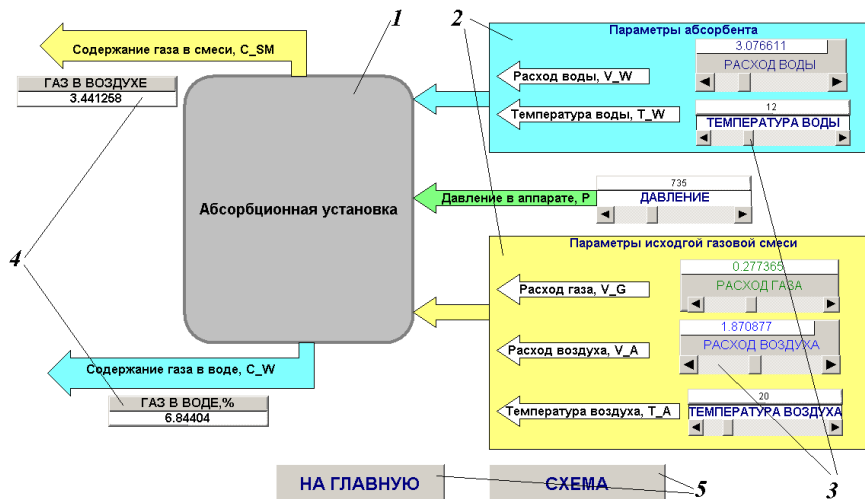 1
2
Содержание газа в смеси, C_SM
ГАЗ В ВОЗДУХЕ
3.441258
Параметры абсорбента
3.076611
РАСХОД ВОДЫ
Расход воды, V_W
12
Температура воды, T_W
ТЕМПЕРАТУРА ВОДЫ
Абсорбционная установка
735
Давление в аппарате, P
ДАВЛЕНИЕ
4
Параметры исходгой газовой смеси
0.277365
Расход газа, V_G
РАСХОД ГАЗА
1.870877
Расход воздуха, V_A
РАСХОД ВОЗДУХА
Содержание газа в воде, C_W
ГАЗ В ВОДЕ,%
6.84404
20
Температура воздуха, T_A
ТЕМПЕРАТУРА ВОЗДУХА
НА ГЛАВНУЮ
СХЕМА
5
3